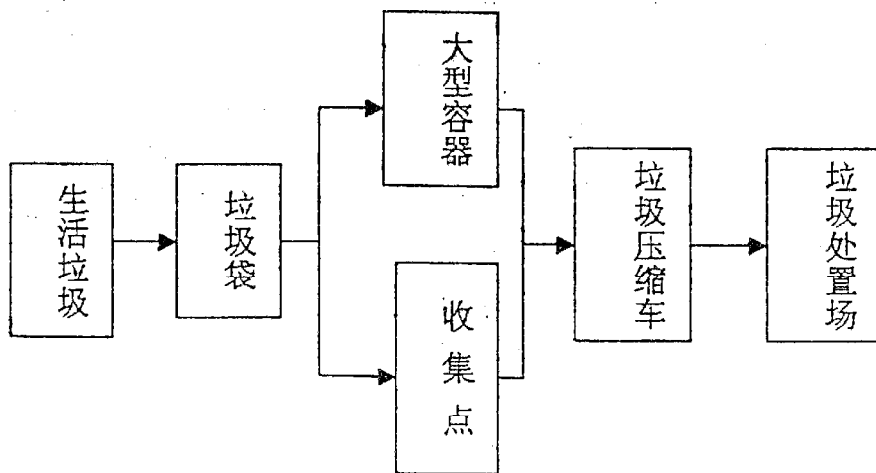 生活垃圾
垃圾袋
大型容器
收集点
垃圾压缩车
垃圾处置场